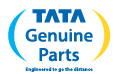 TATA
Genuine
Parts
Engineered to go the distance